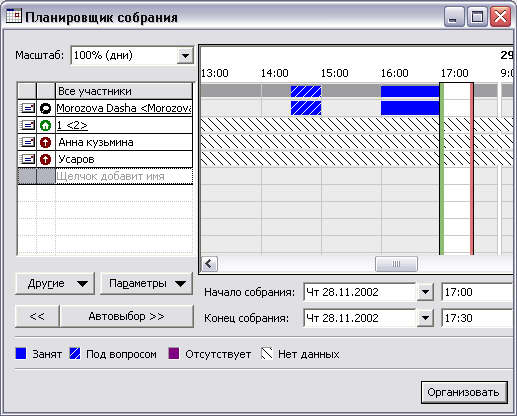 Планировщик собрания
Масштаб: 100% (дни)
29
13:00 14:00 15:00 16:00 17:00 9:0
Все участники
Morozova Dasha <Morozova
1 <2>
Анна кузьмина
Усаров
Щелчок добавит имя
Другие Параметры
<< Автовыбор >>
Начало собрания: Чт 28.11.2002 17:00
Конец собрания: Чт 28.11.2002 17:30
Занят Под вопросом Отсутствует Нет данных
Организовать